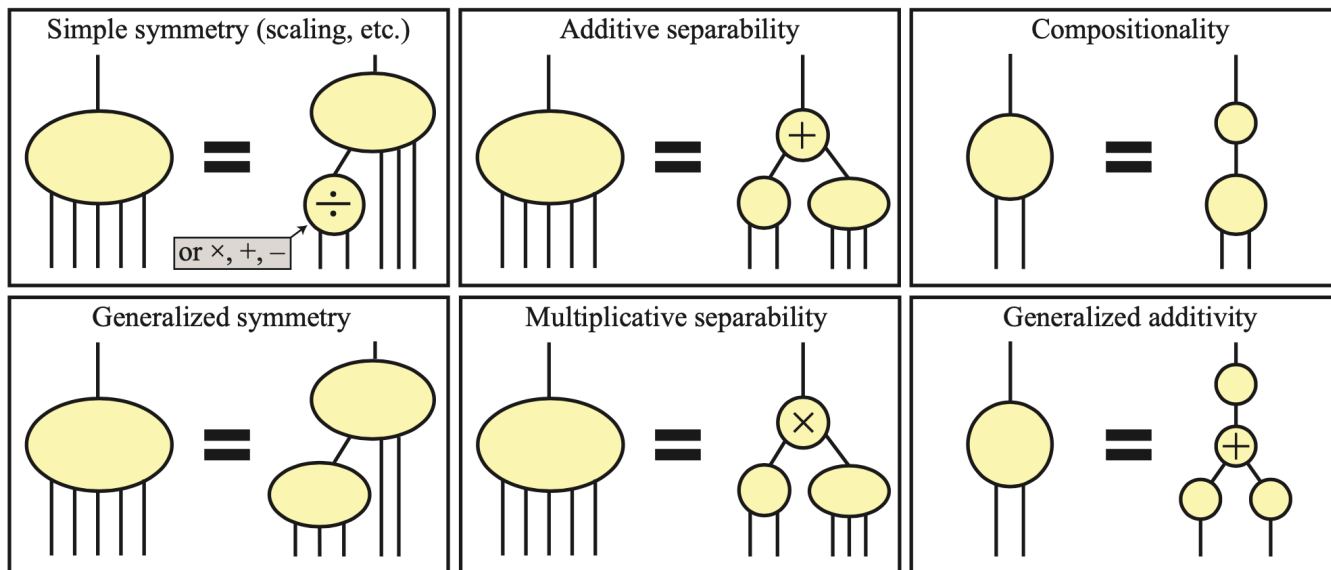 Simple symmetry (scaling, etc.)
=
÷
or ×, +, –
Additive separability
=
+
Compositionality
=
Generalized symmetry
=
Multiplicative separability
=
×
Generalized additivity
=
+